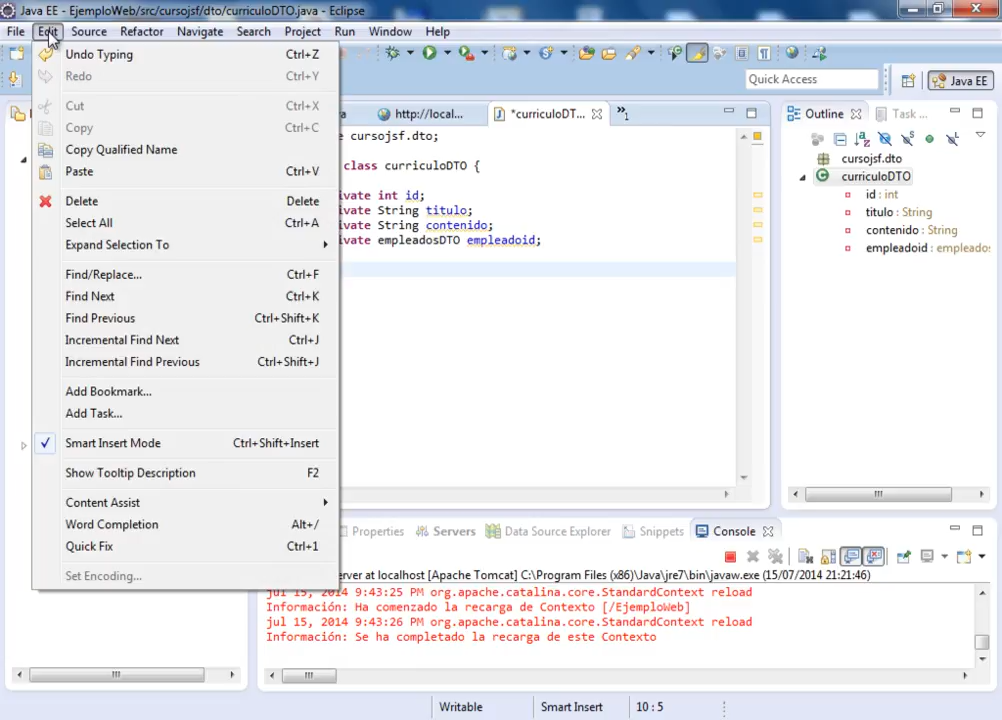 Java EE - EjemploWeb/src/cursojsf/dto/curriculoDTO.java - Eclipse
File Edit Source Refactor Navigate Search Project Run Window Help
Quick Access
Java EE
Undo Typing Ctrl+Z
Redo Ctrl+Y
Cut Ctrl+X
Copy Ctrl+C
Copy Qualified Name
Paste Ctrl+V
Delete Delete
Select All Ctrl+A
Expand Selection To
Find/Replace... Ctrl+F
Find Next Ctrl+K
Find Previous Ctrl+Shift+K
Incremental Find Next Ctrl+J
Incremental Find Previous Ctrl+Shift+J
Add Bookmark...
Add Task...
Smart Insert Mode Ctrl+Shift+Insert
Show Tooltip Description F2
Content Assist
Word Completion Alt+/
Quick Fix Ctrl+1
Set Encoding...
http://local... *curriculoDT... »1
cursojsf.dto;
class curriculoDTO {
ivate int id;
ivate String titulo;
ivate String contenido;
ivate empleadosDTO empleadoid;
Outline Task ...
cursojsf.dto
curriculoDTO
id : int
titulo : String
contenido : String
empleadoid : empleados
Properties Servers Data Source Explorer Snippets Console
erver at localhost [Apache Tomcat] C:\Program Files (x86)\Java\jre7\bin\javaw.exe (15/07/2014 21:21:46)
jul 15, 2014 9:43:25 PM org.apache.catalina.core.StandardContext reload
Información: Ha comenzado la recarga de Contexto [/EjemploWeb]
jul 15, 2014 9:43:26 PM org.apache.catalina.core.StandardContext reload
Información: Se ha completado la recarga de este Contexto
Writable Smart Insert 10 : 5